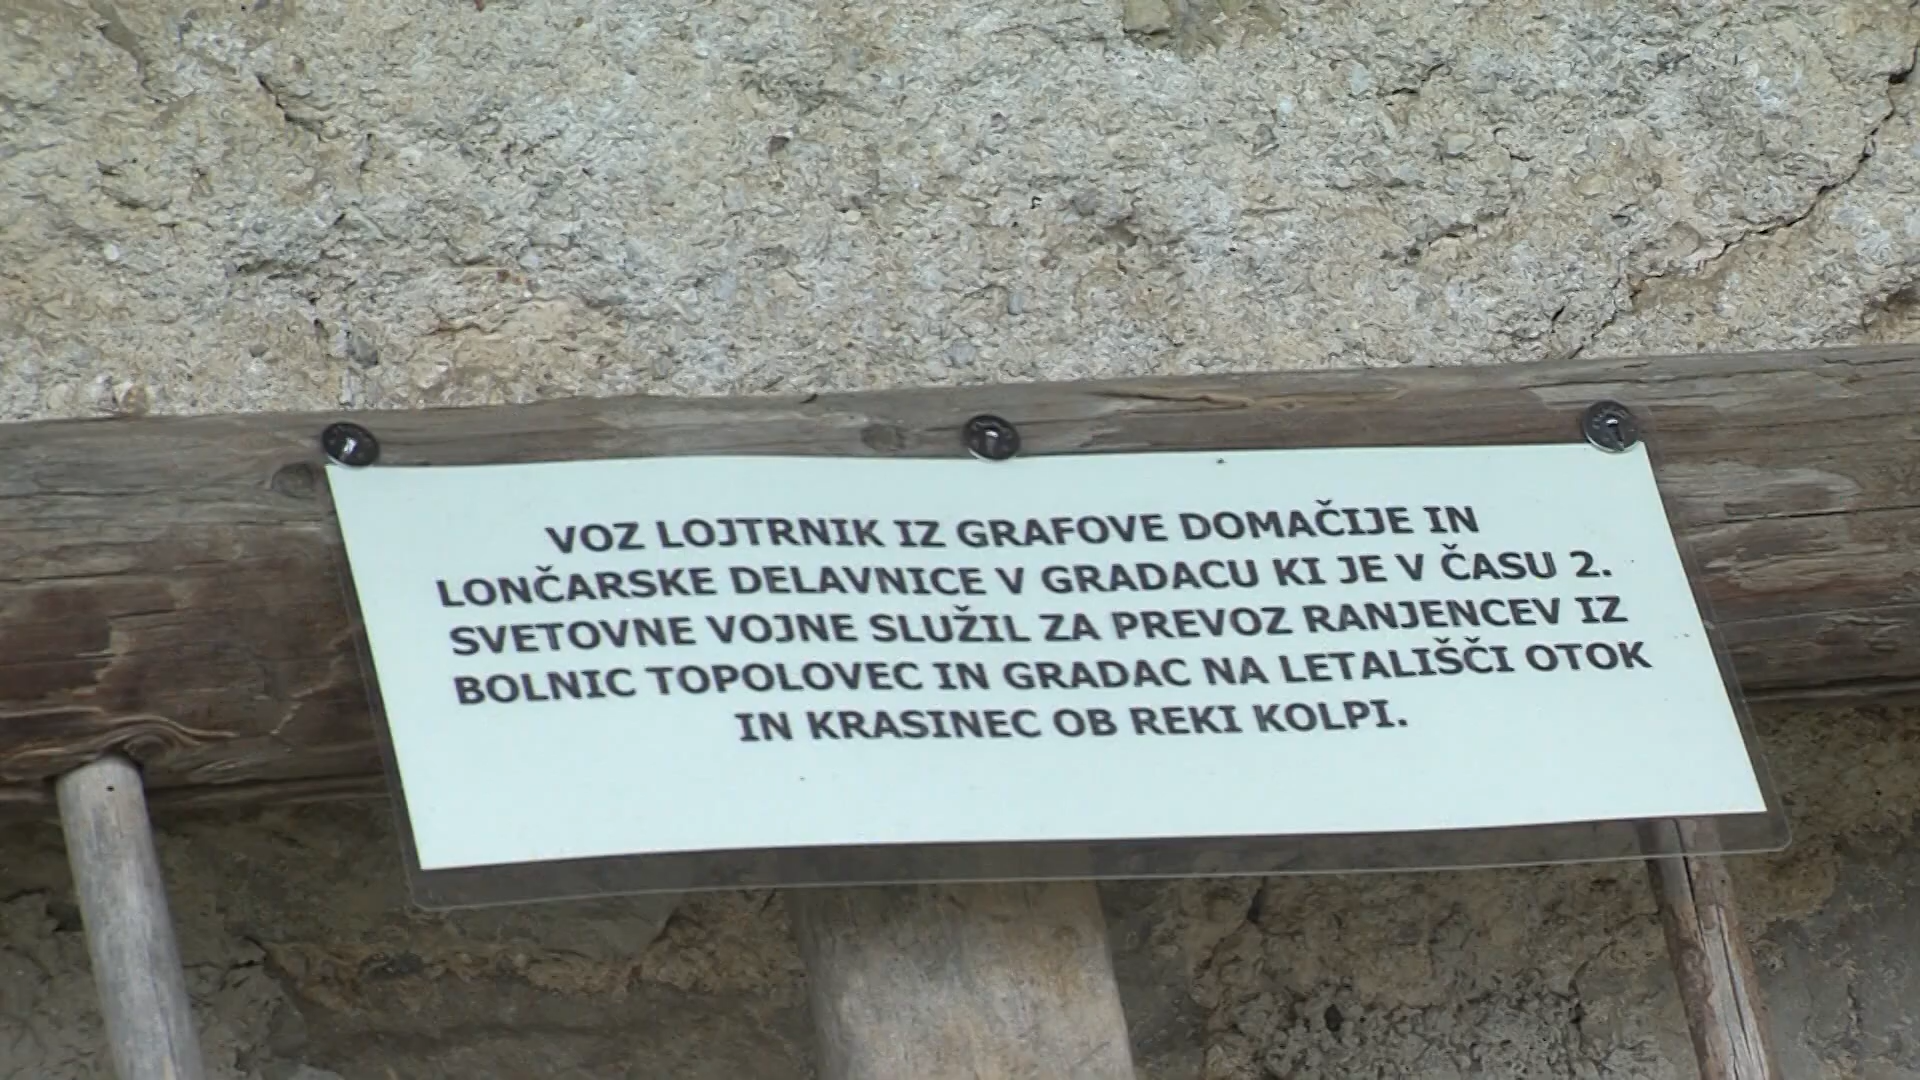 VOZ LOJTRNIK IZ GRAFOVE DOMAČIJE IN
LONČARSKE DELAVNICE V GRADACU KI JE V ČASU 2.
SVETOVNE VOJNE SLUŽIL ZA PREVOZ RANJENCEV IZ
BOLNIC TOPOLOVEC IN GRADAC NA LETALIŠČI OTOK
IN KRASINEC OB REKI KOLPI.